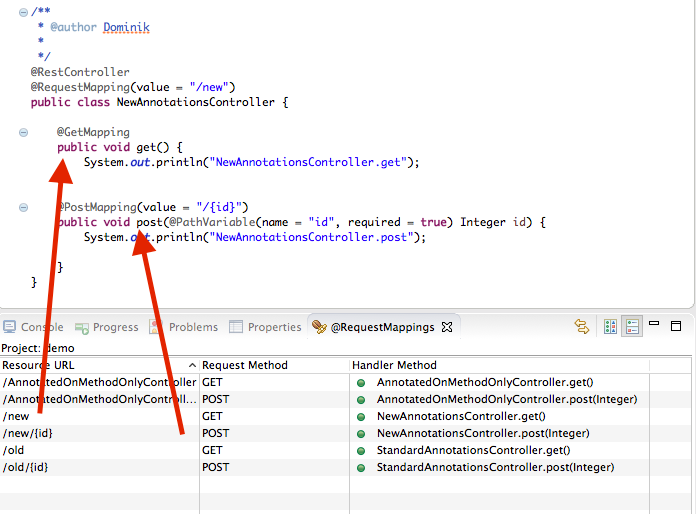 /**
 * @author Dominik
 *
 */
@RestController
@RequestMapping(value = "/new")
public class NewAnnotationsController {
@GetMapping
public void get() {
System.out.println("NewAnnotationsController.get");
@PostMapping(value = "/{id}")
public void post(@PathVariable(name = "id", required = true) Integer id) {
System.out.println("NewAnnotationsController.post");
}
}
Console Progress Problems Properties @RequestMappings
Project: demo
Resource URL Request Method Handler Method
/AnnotatedOnMethodOnlyController GET AnnotatedOnMethodOnlyController.get()
/AnnotatedOnMethodOnlyControll... POST AnnotatedOnMethodOnlyController.post(Integer)
/new GET NewAnnotationsController.get()
/new/{id} POST NewAnnotationsController.post(Integer)
/old GET StandardAnnotationsController.get()
/old/{id} POST StandardAnnotationsController.post(Integer)